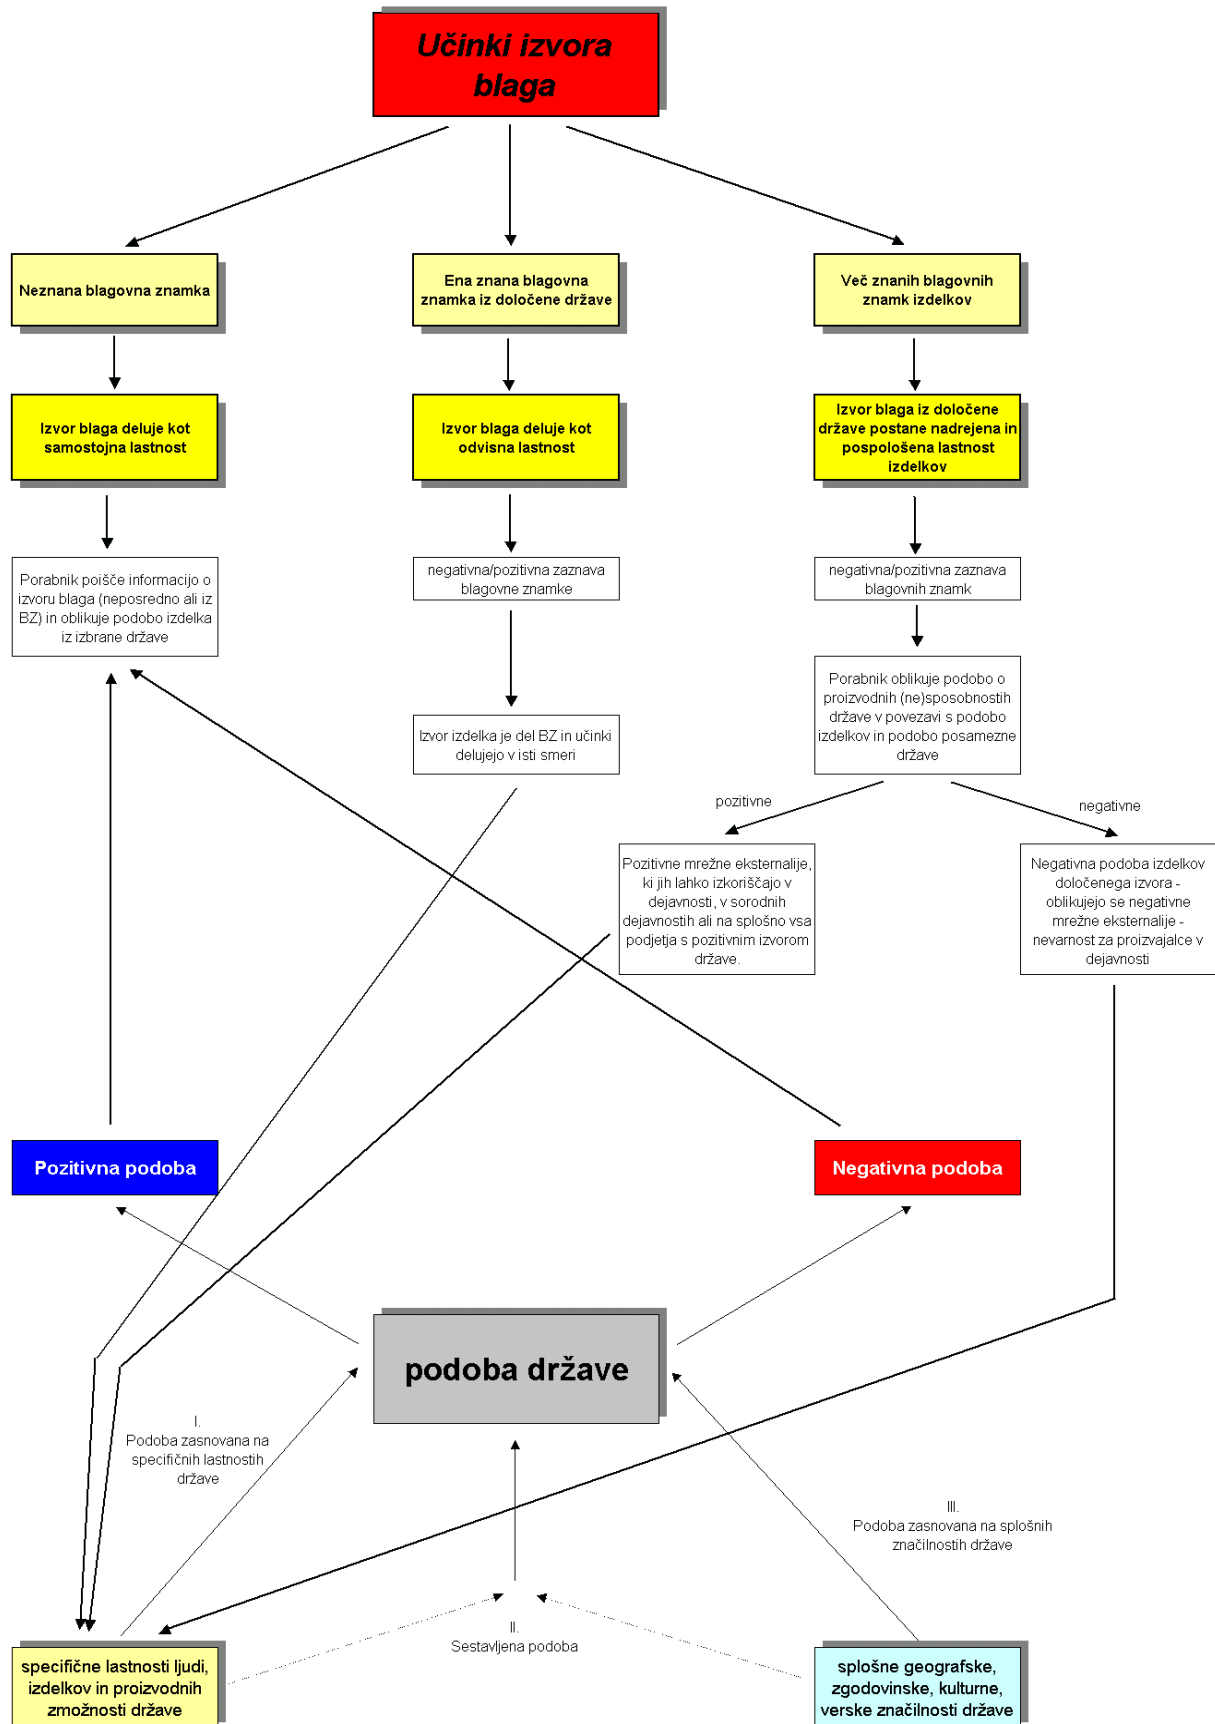 Učinki izvora
blaga
Neznana blagovna znamka
Ena znana blagovna
znamka iz določene države
Več znanih blagovnih
znamk izdelkov
Izvor blaga deluje kot
samostojna lastnost
Izvor blaga deluje kot
odvisna lastnost
Izvor blaga iz določene
države postane nadrejena in
pospološena lastnost
izdelkov
Porabnik poišče informacijo o
izvoru blaga (neposredno ali iz
BZ) in oblikuje podobo izdelka
iz izbrane države
negativna/pozitivna zaznava
blagovne znemke
negativna/pozitivna zaznava
blagovnih znamk
Izvor izdelka je del BZ in učinki
delujejo v isti smeri
Porabnik oblikuje podobo o
proizvodnih (ne)sposobnostih
države v povezavi s podobo
izdelkov in podobo posamezne
države
pozitivne
negativne
Pozitivne mrežne eksternalije,
ki jih lahko izkoriščajo v
dejavnosti, v sorodnih
dejavnostih ali na splošno vsa
podjetja s pozitivnim izvorom
države.
Negativna podoba izdelkov
določenega izvora -
oblikujejo se negativne
mrežne eksternalije -
nevarnost za proizvajalce v
dejavnosti
Pozitivna podoba
Negativna podoba
podoba države
I.
Podoba zasnovana na
specifičnih lastnostih
države
III.
Podoba zasnovana na splošnih
značilnostih države
II.
Sestavljena podoba
specifične lastnosti ljudi,
izdelkov in proizvodnih
zmožnosti države
splošne geografske,
zgodovinske, kulturne,
verske značilnosti države